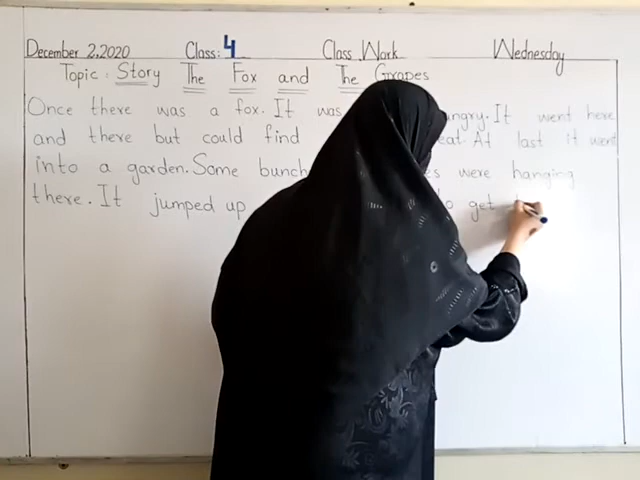 December 2,2020 Class: 4 Class Work Wednesday
Topic : Story The Fox and The Grapes
Once there was a fox. It was ngry. It went here
and there but could find eat. At last it went
into a garden. Some bunch es were hanging
there. It jumped up to get